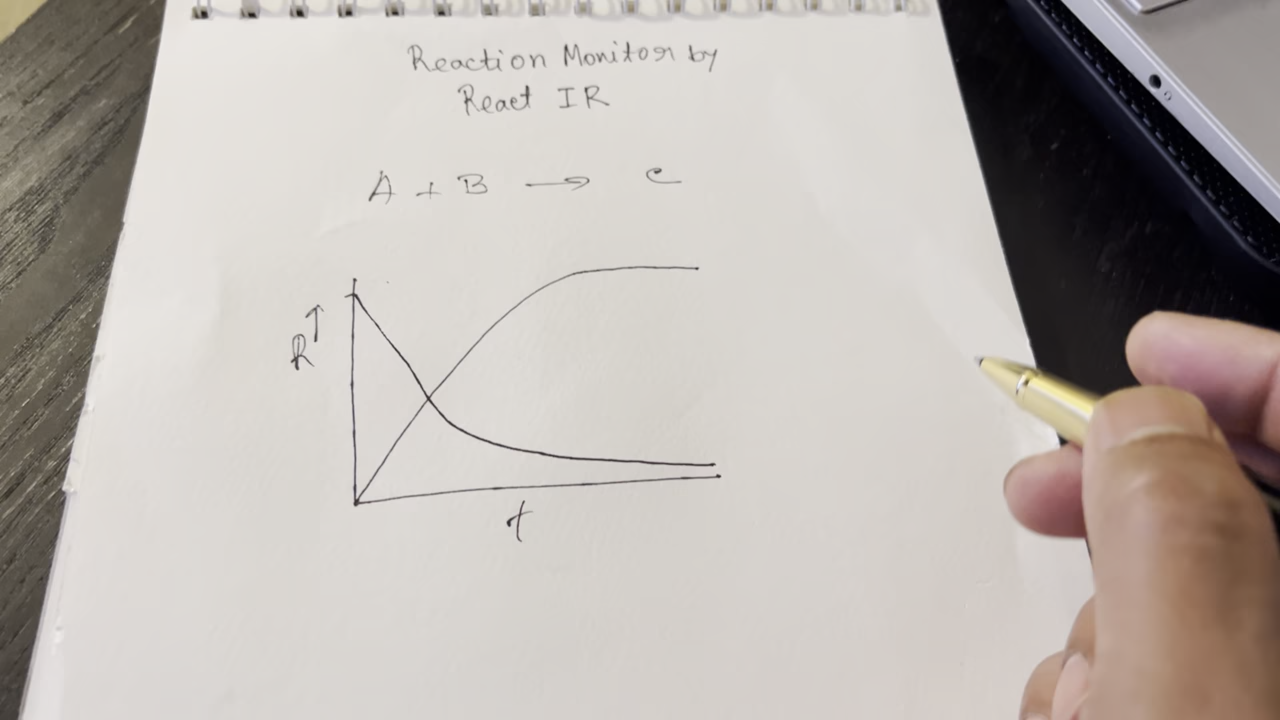 Reaction Monitor by
React IR
A + B → C
R↑
t